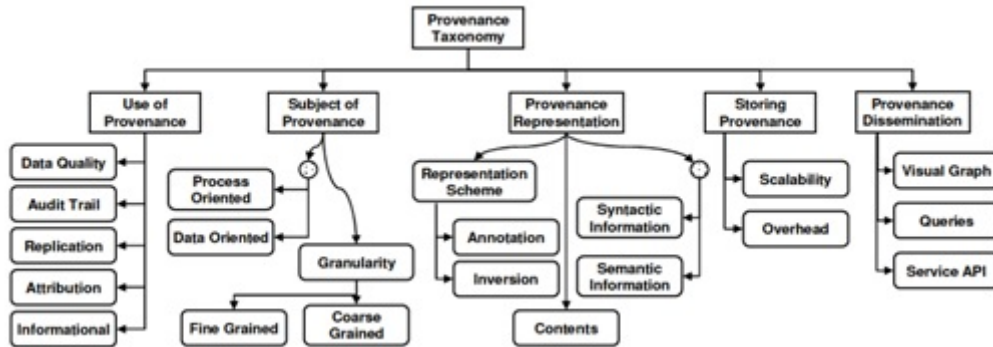 Provenance
Taxonomy
Use of
Provenance
Subject of
Provenance
Provenance
Representation
Storing
Provenance
Provenance
Dissemination
Data Quality
Audit Trail
Replication
Attribution
Informational
Process
Oriented
Data Oriented
Granularity
Fine Grained
Coarse
Grained
Representation
Scheme
Annotation
Inversion
Contents
Syntactic
Information
Semantic
Information
Scalability
Overhead
Visual Graph
Queries
Service API